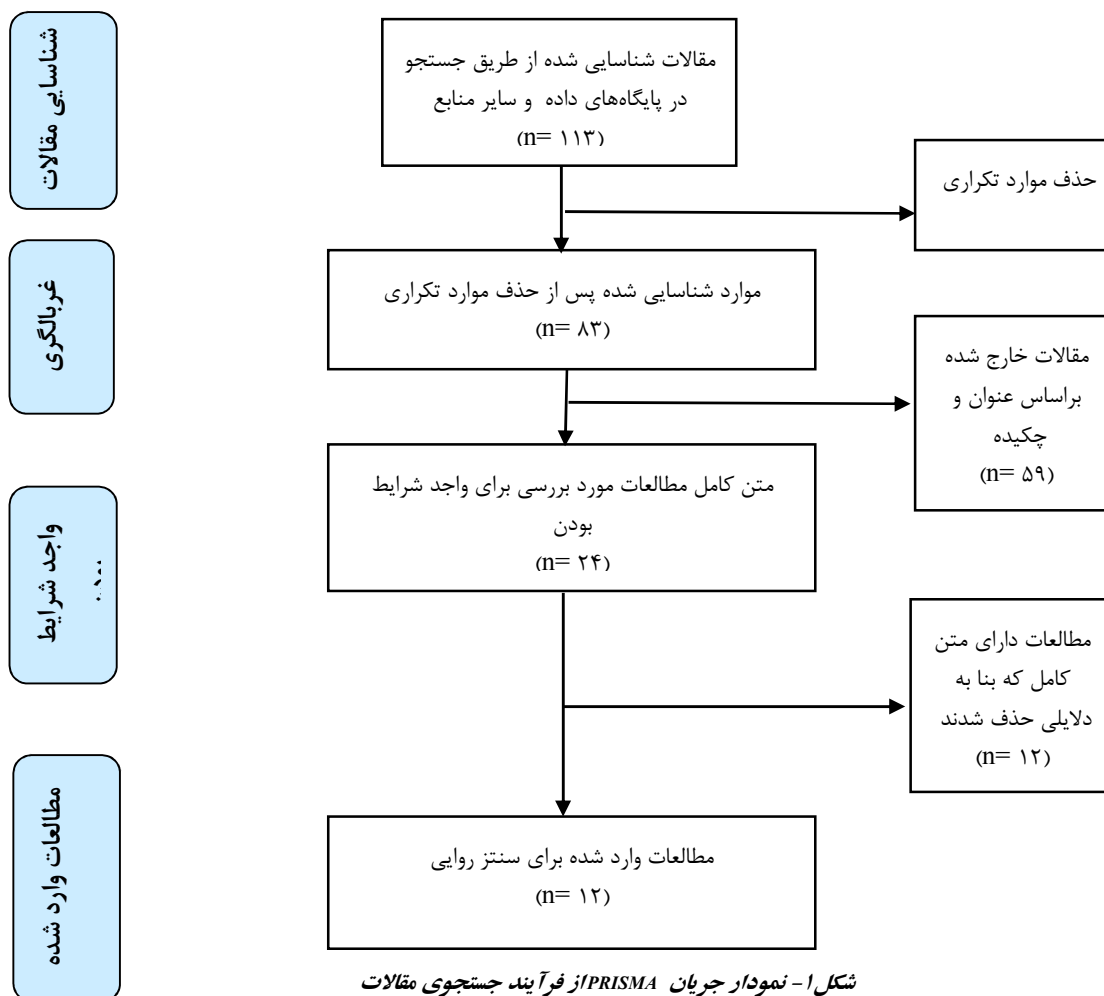 شناسایی مقالات
مقالات شناسایی شده از طریق جستجو
در پایگاه‌های داده و سایر منابع
(n= ۱۱۳)
حذف موارد تکراری
غربالگری
موارد شناسایی شده پس از حذف موارد تکراری
(n= ۸۳)
مقالات خارج شده
براساس عنوان و
چکیده
(n= ۵۹)
واجد شرایط
متن کامل مطالعات مورد بررسی برای واجد شرایط
بودن
(n= ۲۴)
مطالعات دارای متن
کامل که بنا به
دلایلی حذف شدند
(n= ۱۲)
مطالعات وارد شده
مطالعات وارد شده برای سنتز روایی
(n= ۱۲)
شکل۱- نمودار جریان PRISMA از فرآیند جستجوی مقالات